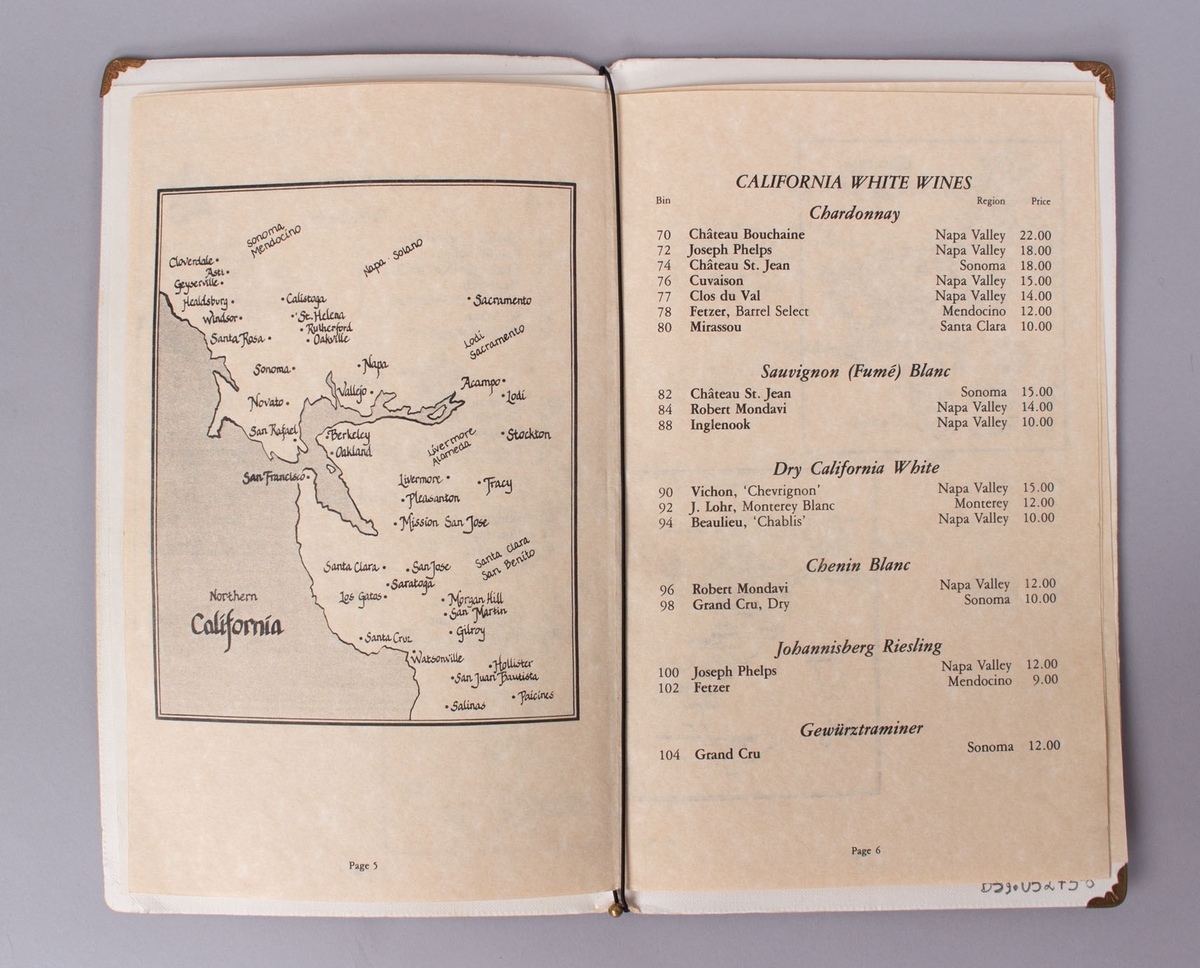 Sonoma
Mendocino
Napa Solano
Cloverdale
Asti
Geyserville
Healdsburg
Windsor
Santa Rosa
Calistoga
St. Helena
Rutherford
Oakville
Sacramento
Lodi
Sacramento
Sonoma
Napa
Novato
Vallejo
Acampo
Lodi
San Rafael
Berkeley
Oakland
Livermore
Alameda
Stockton
San Francisco
Livermore
Tracy
Pleasanton
Mission San Jose
Santa Clara
San Jose
Santa Clara
San Benito
Saratoga
Los Gatos
Morgan Hill
San Martin
Gilroy
Northern
California
Santa Cruz
Watsonville
Hollister
San Juan Bautista
Paicines
Salinas
Page 5
CALIFORNIA WHITE WINES
Bin Region Price
Chardonnay
70 Château Bouchaine Napa Valley 22.00
72 Joseph Phelps Napa Valley 18.00
74 Château St. Jean Sonoma 18.00
76 Cuvaison Napa Valley 15.00
77 Clos du Val Napa Valley 14.00
78 Fetzer, Barrel Select Mendocino 12.00
80 Mirassou Santa Clara 10.00
Sauvignon (Fumé) Blanc
82 Château St. Jean Sonoma 15.00
84 Robert Mondavi Napa Valley 14.00
88 Inglenook Napa Valley 10.00
Dry California White
90 Vichon, ‘Chevrignon’ Napa Valley 15.00
92 J. Lohr, Monterey Blanc Monterey 12.00
94 Beaulieu, ‘Chablis’ Napa Valley 10.00
Chenin Blanc
96 Robert Mondavi Napa Valley 12.00
98 Grand Cru, Dry Sonoma 10.00
Johannisberg Riesling
100 Joseph Phelps Napa Valley 12.00
102 Fetzer Mendocino 9.00
Gewürztraminer
104 Grand Cru Sonoma 12.00
Page 6